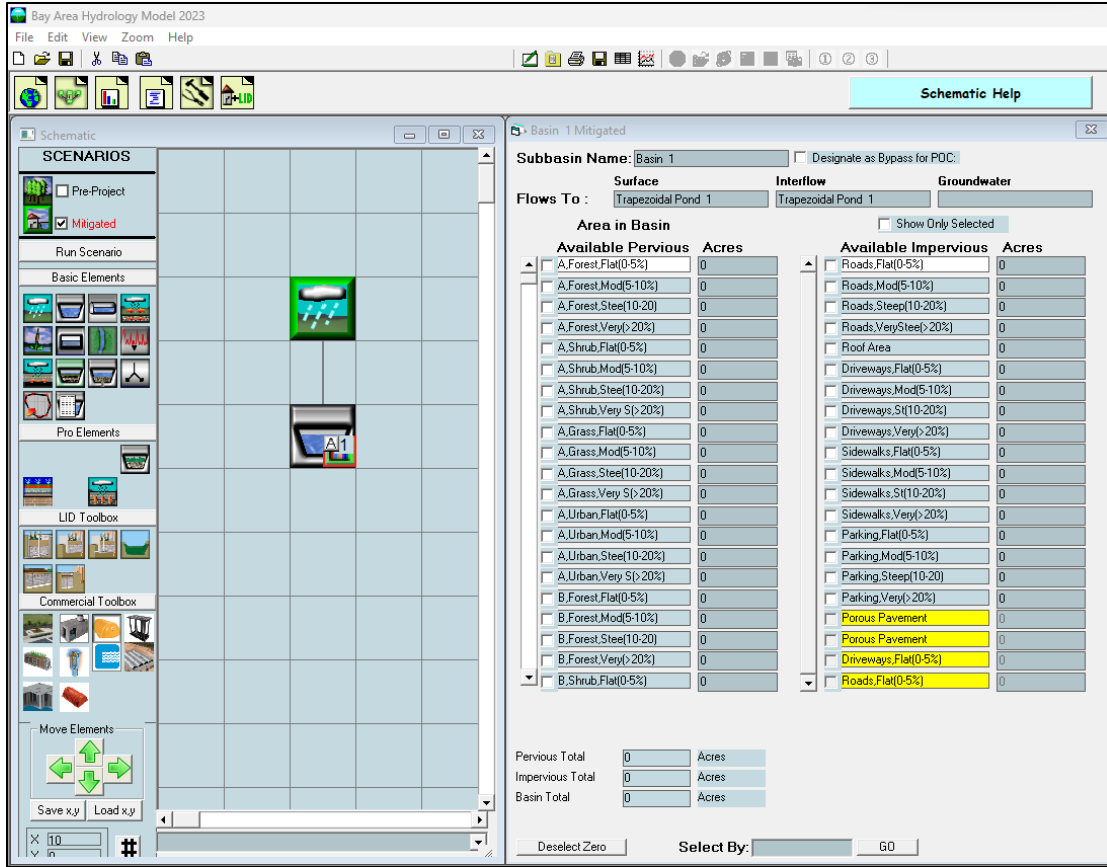 Bay Area Hydrology Model 2023
File Edit View Zoom Help
Schematic Help
Schematic
SCENARIOS
Pre-Project
Mitigated
Run Scenario
Basic Elements
Pro Elements
LID Toolbox
Commercial Toolbox
Move Elements
Save x,y Load x,y
X 10
Y 0
#
A 1
+LID
Basin 1 Mitigated
Subbasin Name: Basin 1 Designate as Bypass for POC:
Surface Interflow Groundwater
Flows To : Trapezoidal Pond 1 Trapezoidal Pond 1
Area in Basin Show Only Selected
Available Pervious Acres Available Impervious Acres
A,Forest,Flat(0-5%) 0 Roads,Flat(0-5%) 0
A,Forest,Mod(5-10%) 0 Roads,Mod(5-10%) 0
A,Forest,Stee(10-20) 0 Roads,Steep(10-20%) 0
A,Forest,Very(>20%) 0 Roads,VerySteep(>20%) 0
A,Shrub,Flat(0-5%) 0 Roof Area 0
A,Shrub,Mod(5-10%) 0 Driveways,Flat(0-5%) 0
A,Shrub,Stee(10-20%) 0 Driveways,Mod(5-10%) 0
A,Shrub,Very S(>20%) 0 Driveways,St(10-20%) 0
A,Grass,Flat(0-5%) 0 Driveways,Very(>20%) 0
A,Grass,Mod(5-10%) 0 Sidewalks,Flat(0-5%) 0
A,Grass,Stee(10-20%) 0 Sidewalks,Mod(5-10%) 0
A,Grass,Very S(>20%) 0 Sidewalks,St(10-20%) 0
A,Urban,Flat(0-5%) 0 Sidewalks,Very(>20%) 0
A,Urban,Mod(5-10%) 0 Parking,Flat(0-5%) 0
A,Urban,Stee(10-20%) 0 Parking,Mod(5-10%) 0
A,Urban,Very S(>20%) 0 Parking,Steep(10-20) 0
B,Forest,Flat(0-5%) 0 Parking,Very(>20%) 0
B,Forest,Mod(5-10%) 0 Porous Pavement 0
B,Forest,Stee(10-20) 0 Porous Pavement 0
B,Forest,Very(>20%) 0 Driveways,Flat(0-5%) 0
B,Shrub,Flat(0-5%) 0 Roads,Flat(0-5%) 0
Pervious Total 0 Acres
Impervious Total 0 Acres
Basin Total 0 Acres
Deselect Zero Select By: GO